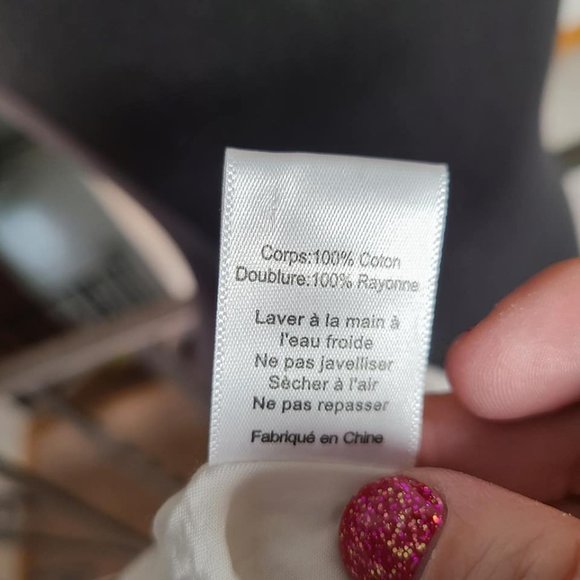 Corps:100% Coton
Doublure:100% Rayonne
Laver à la main à
l'eau froide
Ne pas javelliser
Sècher à l'air
Ne pas repasser
Fabriqué en Chine